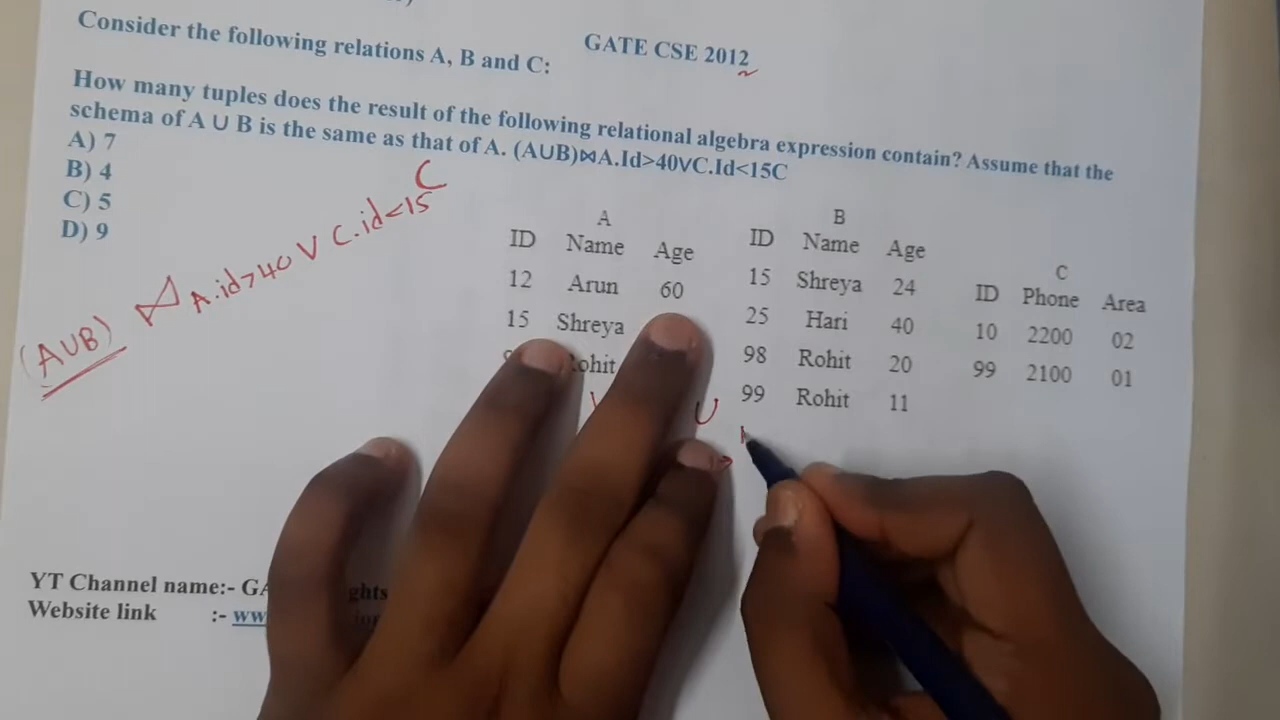 Consider the following relations A, B and C:
GATE CSE 2012
How many tuples does the result of the following relational algebra expression contain? Assume that the
schema of A ∪ B is the same as that of A. (A∪B)⋈A.Id>40∨C.Id<15C
A) 7
B) 4
C) 5
D) 9
(A∪B) ⋈ A.id>40 ∨ C.id<15 C
A
ID Name Age
12 Arun 60
15 Shreya
ohit
B
ID Name Age
15 Shreya 24
25 Hari 40
98 Rohit 20
99 Rohit 11
C
ID Phone Area
10 2200 02
99 2100 01
∪
YT Channel name:- GA ghts
Website link :- ww